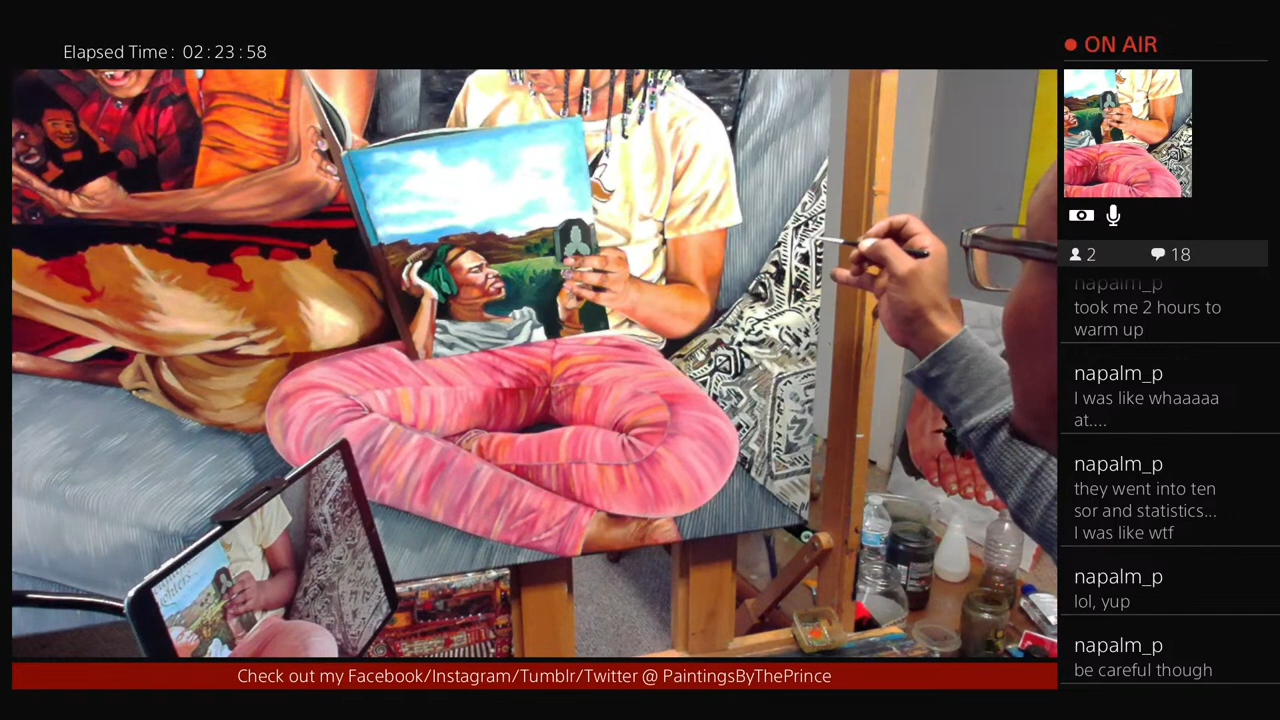 Elapsed Time: 02:23:58
ON AIR
2
18
napalm_p
took me 2 hours to
warm up
napalm_p
I was like whaaaaa
at....
napalm_p
they went into ten
sor and statistics...
I was like wtf
napalm_p
lol, yup
napalm_p
be careful though
Check out my Facebook/Instagram/Tumblr/Twitter @ PaintingsByThePrince